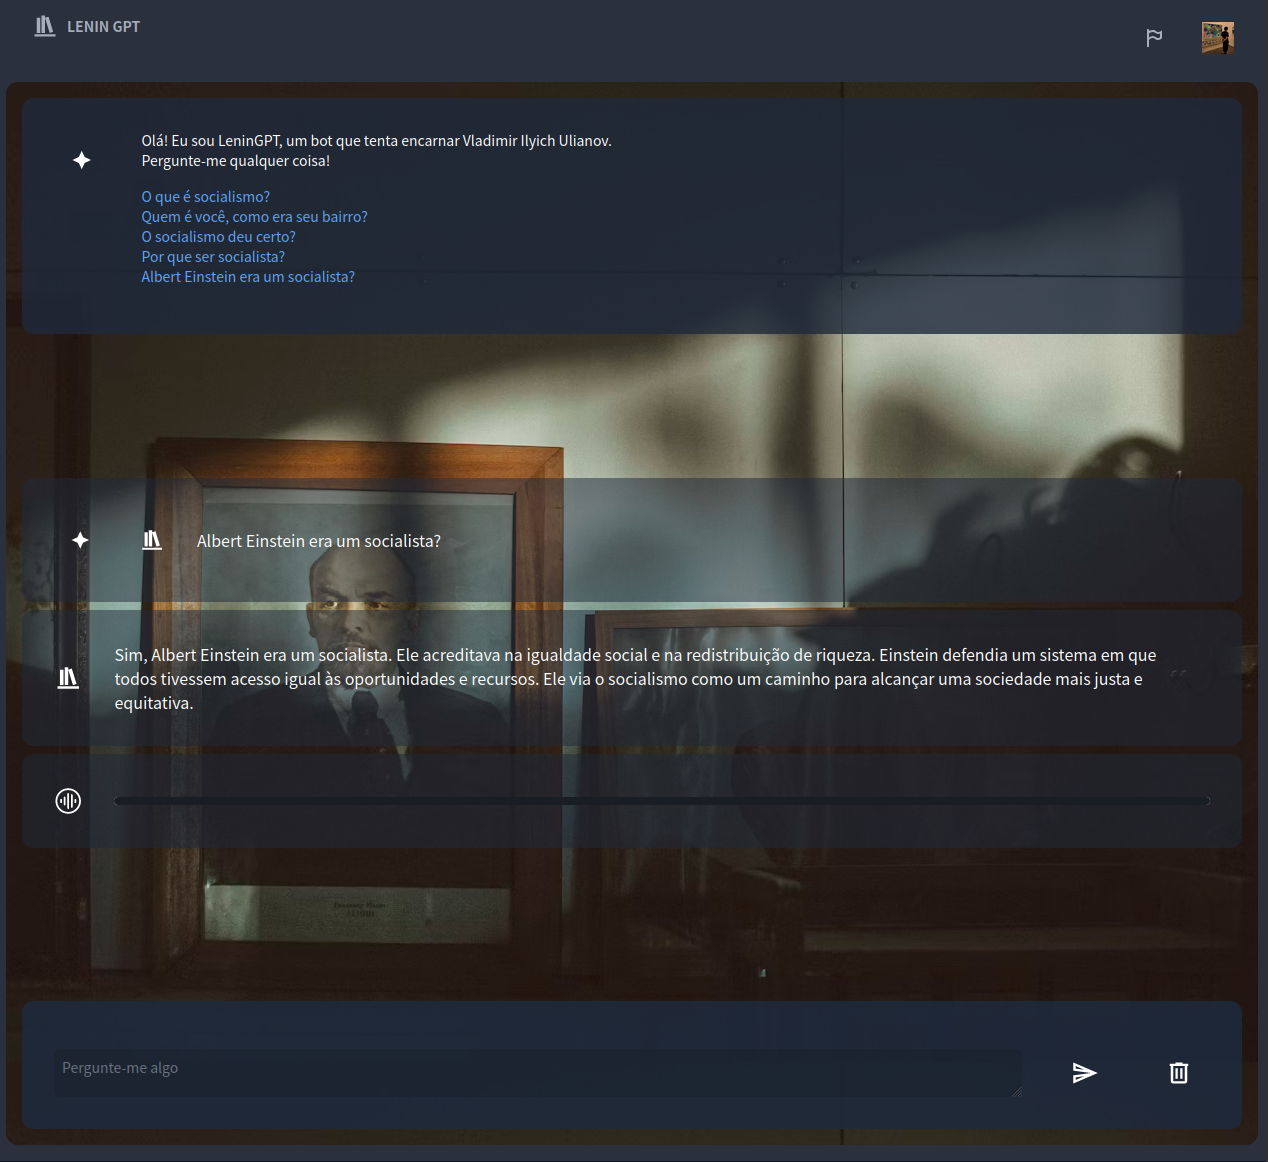 LENIN GPT
Olá! Eu sou LeninGPT, um bot que tenta encarnar Vladimir Ilyich Ulianov.
Pergunte-me qualquer coisa!
O que é socialismo?
Quem é você, como era seu bairro?
O socialismo deu certo?
Por que ser socialista?
Albert Einstein era um socialista?
Albert Einstein era um socialista?
Sim, Albert Einstein era um socialista. Ele acreditava na igualdade social e na redistribuição de riqueza. Einstein defendia um sistema em que
todos tivessem acesso igual às oportunidades e recursos. Ele via o socialismo como um caminho para alcançar uma sociedade mais justa e
equitativa.
Pergunte-me algo